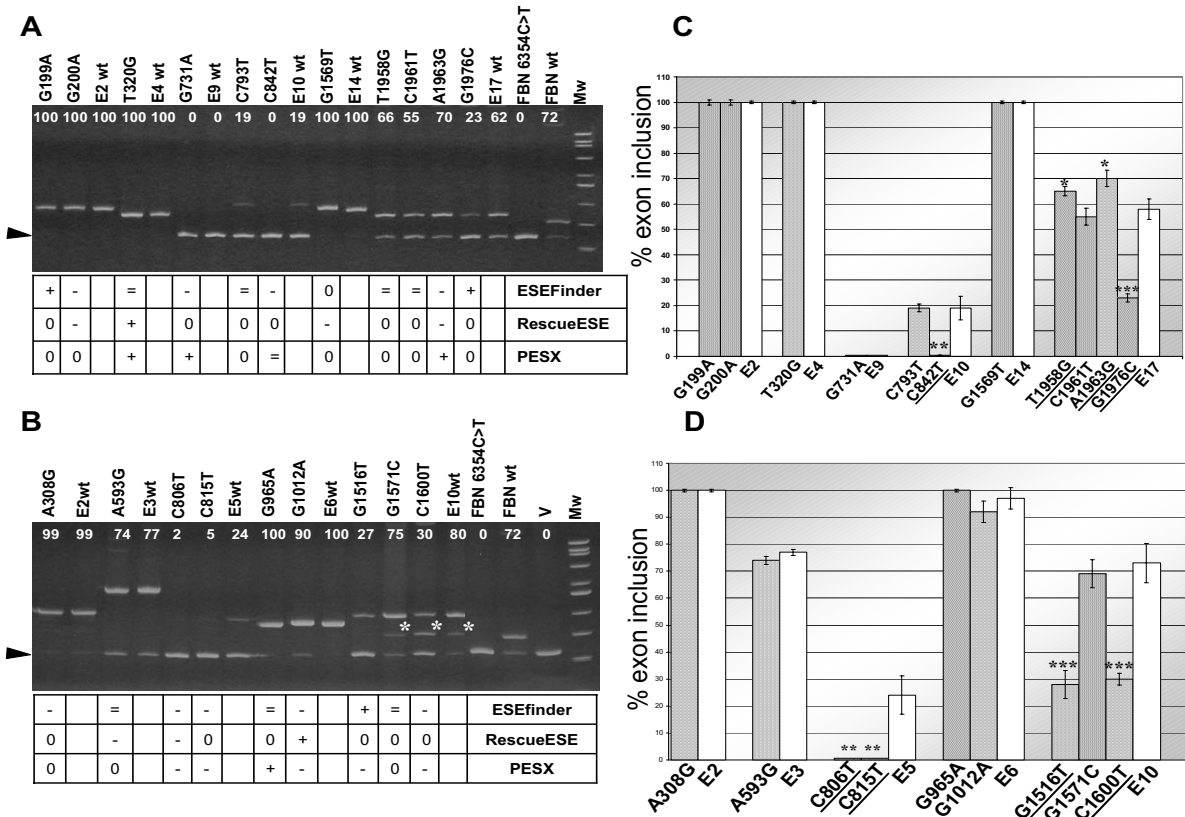 A
G199A G200A E2 wt T320G E4 wt G731A E9 wt C793T C842T E10 wt G1569T E14 wt T1958G C1961T A1963G G1976C E17 wt FBN 6354C>T FBN wt Mw
100 100 100 100 100 0 0 19 0 19 100 100 66 55 70 23 62 0 72
+ - = - = - 0 = = - + ESEFinder
0 - + 0 0 0 - 0 0 - 0 RescueESE
0 0 + + 0 = - 0 0 + 0 PESX
B
A308G E2wt A593G E3wt C806T C815T E5wt G965A G1012A E6wt G1516T G1571C C1600T E10wt FBN 6354C>T FBN wt V Mw
99 99 74 77 2 5 24 100 90 100 27 75 30 80 0 72 0
* * *
- = - - = - + = - ESEfinder
0 - - 0 0 + 0 0 0 RescueESE
0 0 - - + - - 0 - PESX
C
% exon inclusion
110
100
90
80
70
60
50
40
30
20
10
0
** * * ***
G199A G200A E2 T320G E4 G731A E9 C793T C842T E10 G1569T E14 T1958G C1961T A1963G G1976C E17
D
% exon inclusion
110
100
90
80
70
60
50
40
30
20
10
0
** ** *** ***
A308G E2 A593G E3 C806T C815T E5 G965A G1012A E6 G1516T G1571C C1600T E10